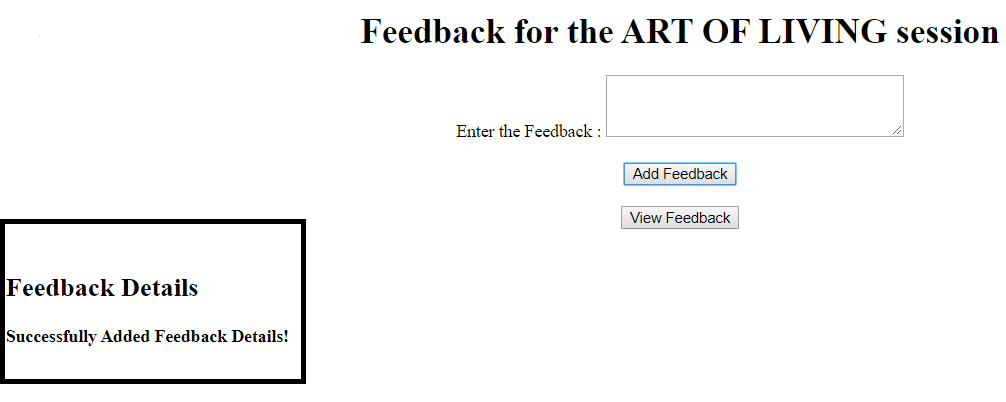 Feedback for the ART OF LIVING session
Enter the Feedback :
Add Feedback
View Feedback
Feedback Details
Successfully Added Feedback Details!